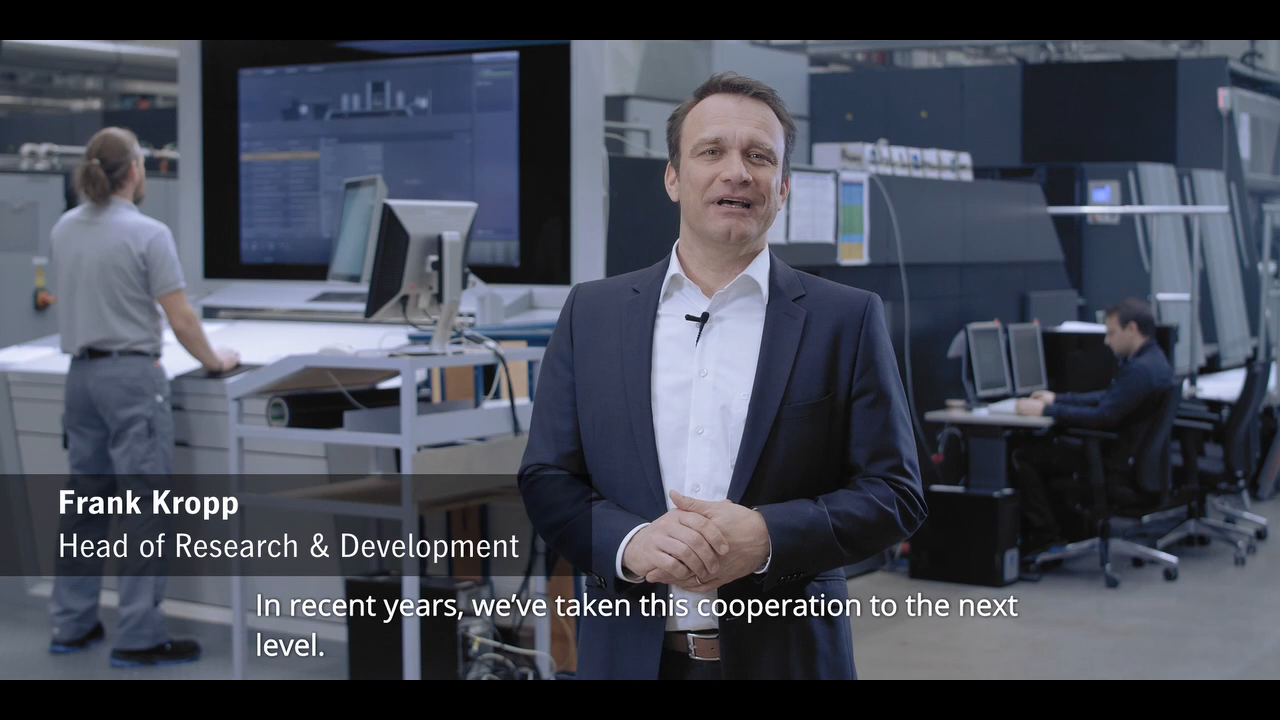 Frank Kropp
Head of Research & Development
In recent years, we’ve taken this cooperation to the next
level.